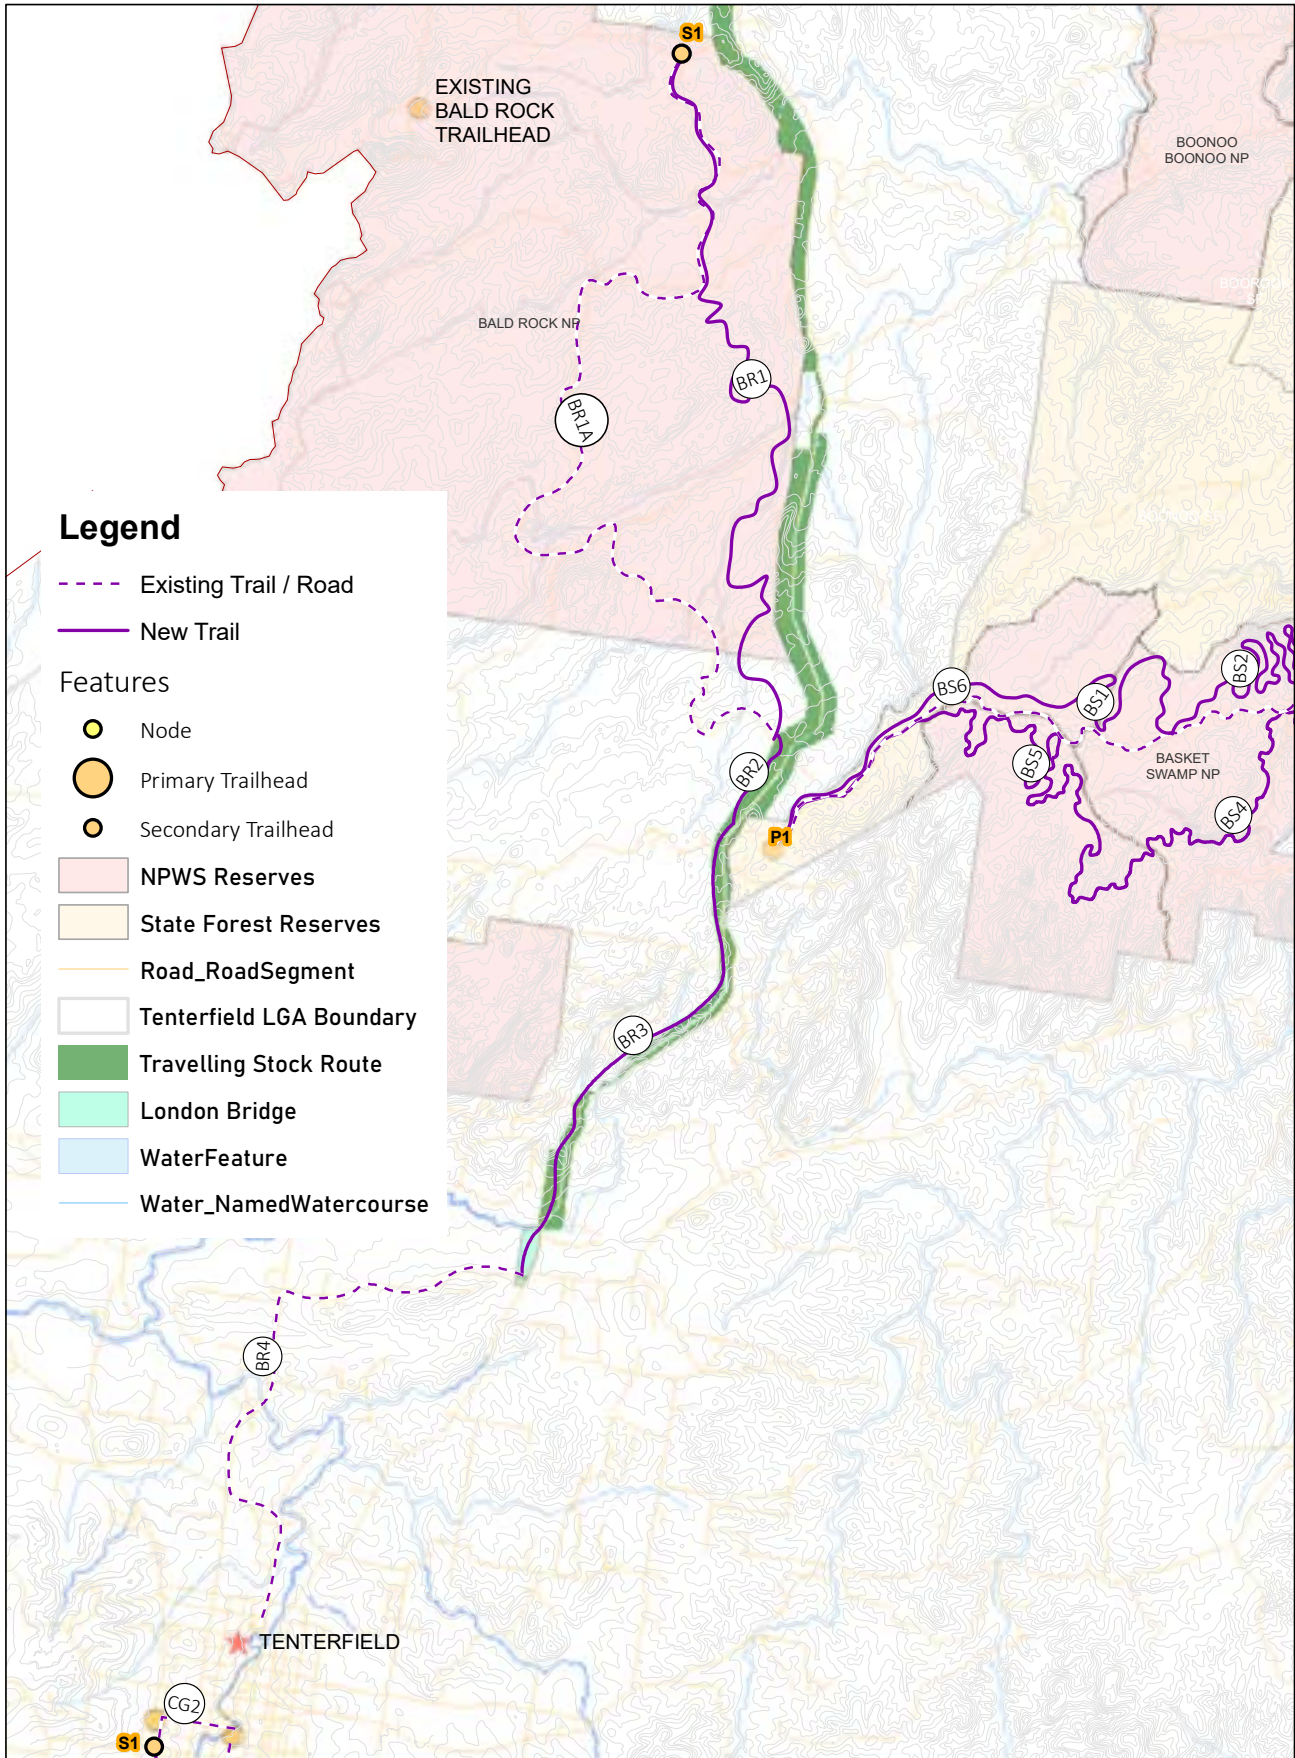 S1
EXISTING
BALD ROCK
TRAILHEAD
BOONOO
BOONOO NP
BALD ROCK NP
BR1
BR1A
Legend
Existing Trail / Road
New Trail
Features
Node
Primary Trailhead
Secondary Trailhead
NPWS Reserves
State Forest Reserves
Road_RoadSegment
Tenterfield LGA Boundary
Travelling Stock Route
London Bridge
WaterFeature
Water_NamedWatercourse
BS6
BS1
BS2
BS5
BASKET
SWAMP NP
BS4
BR2
P1
BR3
BR4
TENTERFIELD
CG2
S1